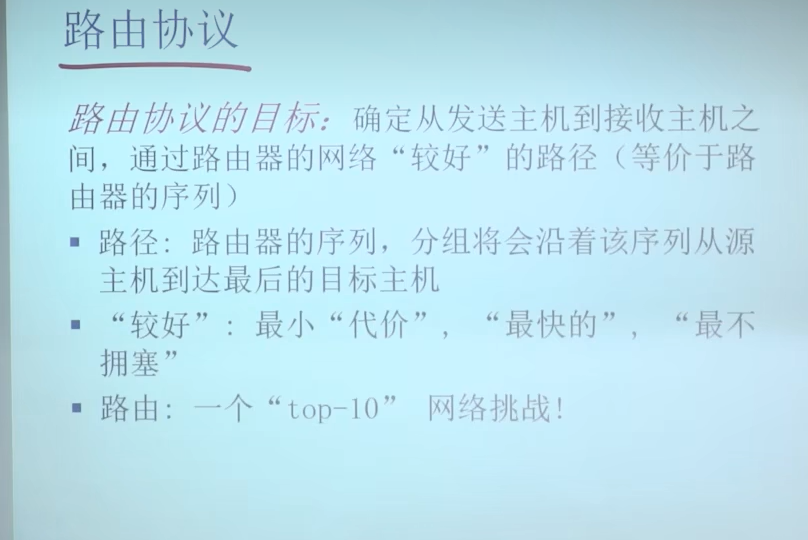 路由协议
路由协议的目标：确定从发送主机到接收主机之
间，通过路由器的网络“较好”的路径（等价于路
由器的序列）
▪ 路径：路由器的序列，分组将会沿着该序列从源
主机到达最后的目标主机
▪ “较好”：最小“代价”，“最快的”，“最不
拥塞”
▪ 路由：一个“top-10” 网络挑战！